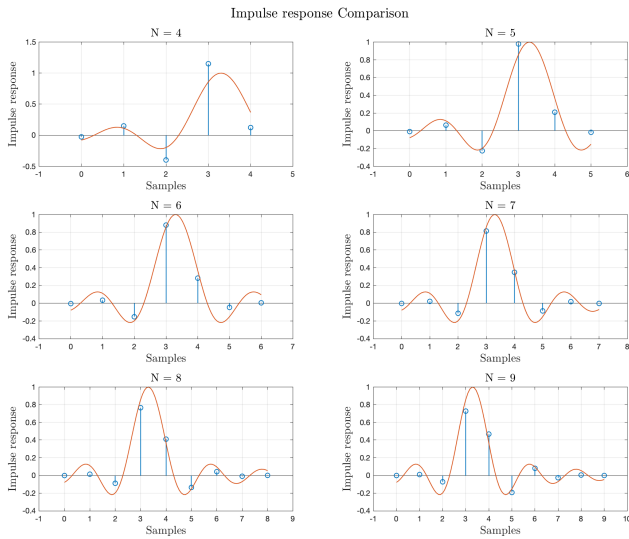 Impulse response Comparison
N = 4
1.5
1
0.5
0
-0.5
Impulse response
-1 0 1 2 3 4 5
Samples
N = 5
1
0.8
0.6
0.4
0.2
0
-0.2
-0.4
Impulse response
-1 0 1 2 3 4 5 6
Samples
N = 6
1
0.8
0.6
0.4
0.2
0
-0.2
-0.4
Impulse response
-1 0 1 2 3 4 5 6 7
Samples
N = 7
1
0.8
0.6
0.4
0.2
0
-0.2
-0.4
Impulse response
-1 0 1 2 3 4 5 6 7 8
Samples
N = 8
1
0.8
0.6
0.4
0.2
0
-0.2
-0.4
Impulse response
-1 0 1 2 3 4 5 6 7 8 9
Samples
N = 9
1
0.8
0.6
0.4
0.2
0
-0.2
-0.4
Impulse response
-1 0 1 2 3 4 5 6 7 8 9 10
Samples